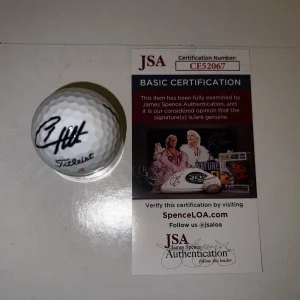 Titleist
JSA
Certification Number:
CE52067
BASIC CERTIFICATION
This item has been fully examined by
James Spence Authentication, and
it is our considered opinion that the
signature(s) is/are genuine.
Verify this certification by visiting
SpenceLOA.com
Follow us @jsaloa
JSA
James Spence
Authentication